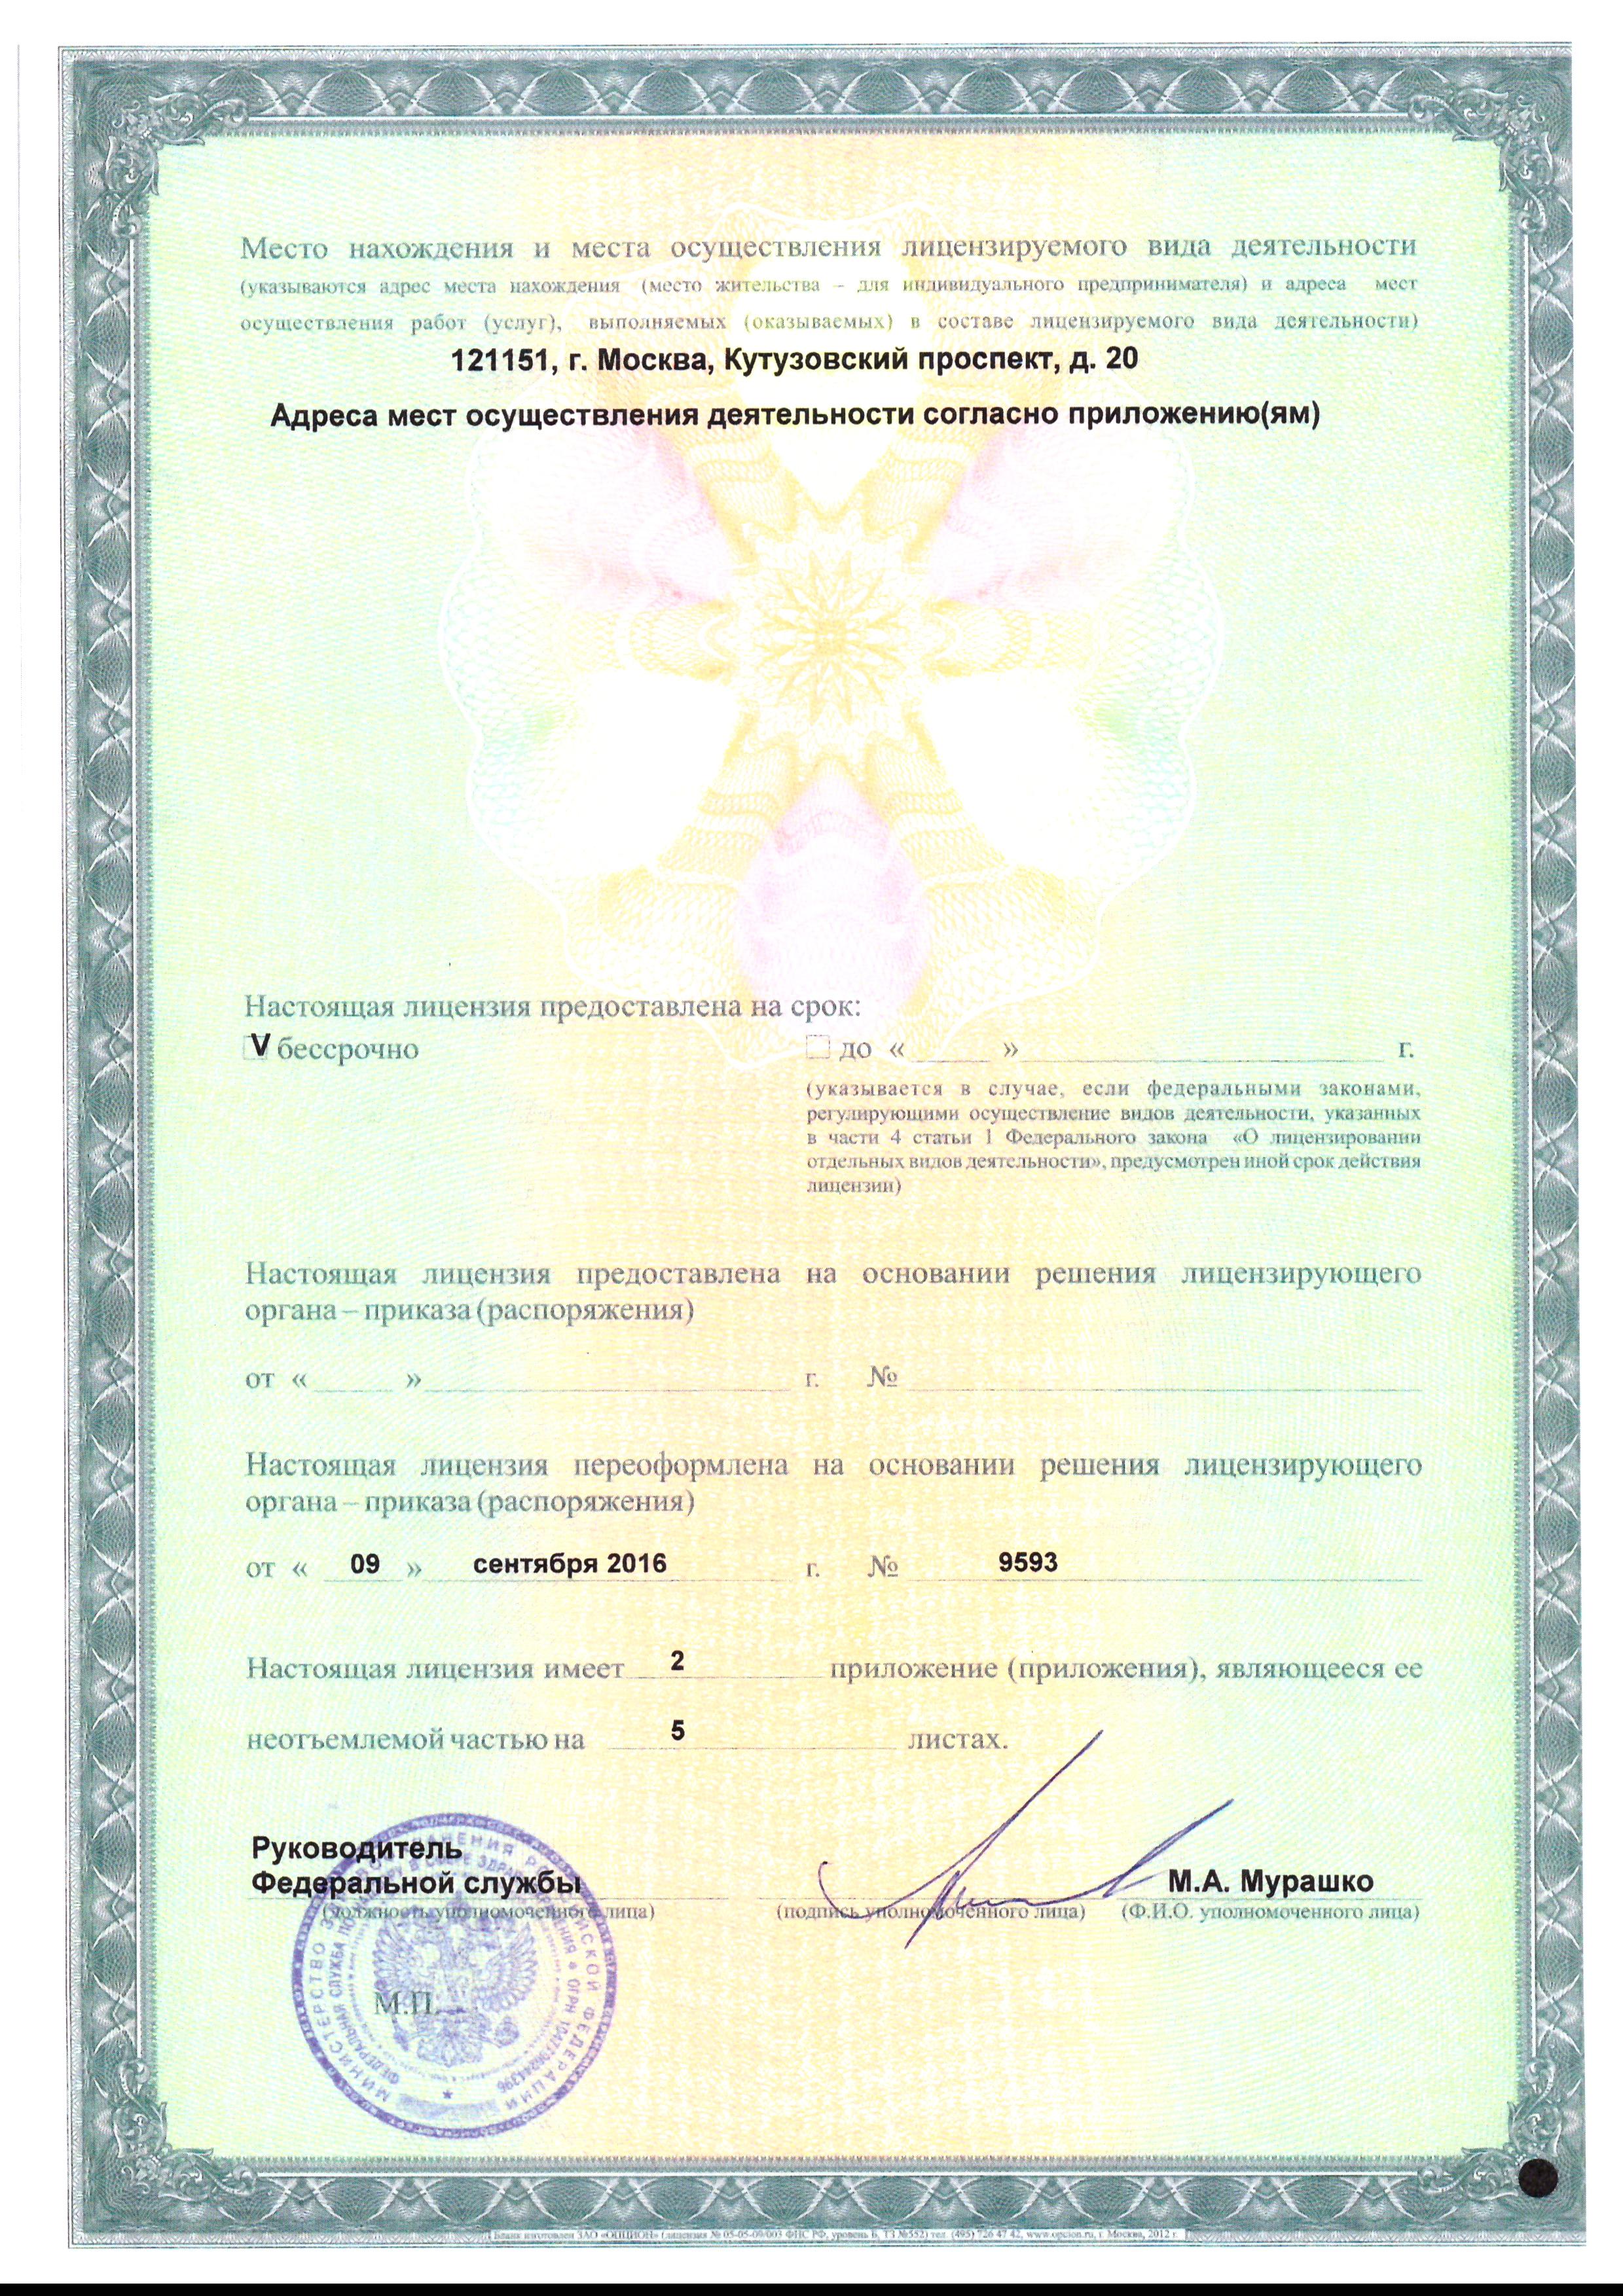 Место нахождения и места осуществления лицензируемого вида деятельности
(указываются адрес места нахождения (место жительства – для индивидуального предпринимателя) и адреса мест
осуществления работ (услуг), выполняемых (оказываемых) в составе лицензируемого вида деятельности)
121151, г. Москва, Кутузовский проспект, д. 20
Адреса мест осуществления деятельности согласно приложению(ям)
Настоящая лицензия предоставлена на срок:
V бессрочно
до « » г.
(указывается в случае, если федеральными законами,
регулирующими осуществление видов деятельности, указанных
в части 4 статьи 1 Федерального закона «О лицензировании
отдельных видов деятельности», предусмотрен иной срок действия
лицензии)
Настоящая лицензия предоставлена на основании решения лицензирующего
органа – приказа (распоряжения)
от « » г. №
Настоящая лицензия переоформлена на основании решения лицензирующего
органа – приказа (распоряжения)
от « 09 » сентября 2016 г. № 9593
Настоящая лицензия имеет 2 приложение (приложения), являющееся ее
неотъемлемой частью на 5 листах.
Руководитель
Федеральной службы
М.А. Мурашко
(должность уполномоченного лица) (подпись уполномоченного лица) (Ф.И.О. уполномоченного лица)
М.П.
МИНИСТЕРСТВО ЗДРАВООХРАНЕНИЯ РОССИЙСКОЙ ФЕДЕРАЦИИ
ФЕДЕРАЛЬНАЯ СЛУЖБА ПО НАДЗОРУ В СФЕРЕ ЗДРАВООХРАНЕНИЯ ОГРН 1047796244396
Бланк изготовлен ЗАО «ОПЦИОН» (лицензия № 05-05-09/003 ФНС РФ, уровень Б, ТЗ №552) тел. (495) 726 47 42, www.opcion.ru, г. Москва, 2012 г.